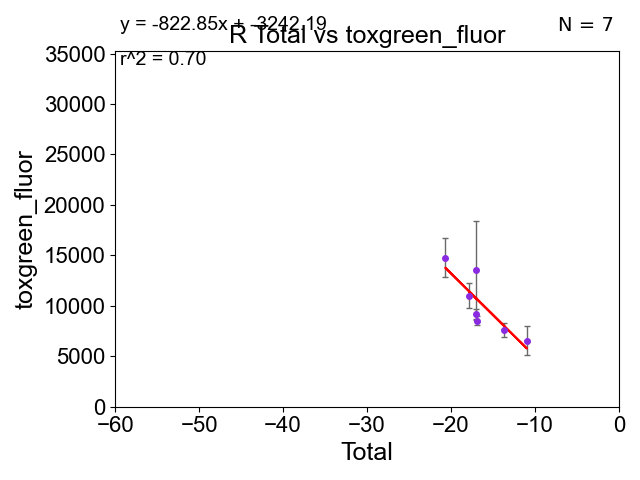 y = -822.85x + -3242.19
R Total vs toxgreen_fluor
N = 7
r^2 = 0.70
toxgreen_fluor
35000
30000
25000
20000
15000
10000
5000
0
−60 −50 −40 −30 −20 −10 0
Total